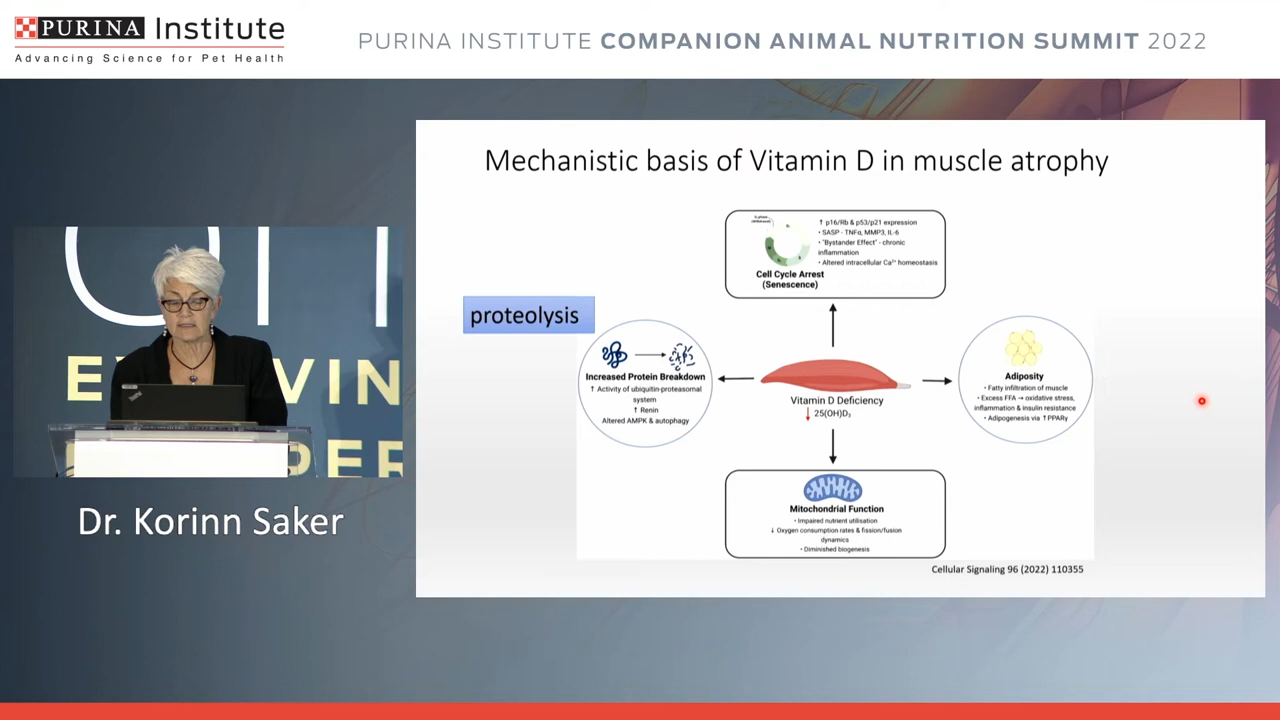 PURINA Institute
Advancing Science for Pet Health
PURINA INSTITUTE COMPANION ANIMAL NUTRITION SUMMIT 2022
Mechanistic basis of Vitamin D in muscle atrophy
↑ p16/Rb & p53/p21 expression
• SASP - TNFα, MMP3, IL-6
• "Bystander Effect" - chronic
inflammation
• Altered intracellular Ca²⁺ homeostasis
Cell Cycle Arrest
(Senescence)
proteolysis
Increased Protein Breakdown
↑ Activity of ubiquitin-proteasomal
system
↑ Renin
Altered AMPK & autophagy
Vitamin D Deficiency
↓ 25(OH)D₃
Adiposity
• Fatty infiltration of muscle
• Excess FFA → oxidative stress,
inflammation & insulin resistance
• Adipogenesis via ↑PPARγ
Mitochondrial Function
• Impaired nutrient utilisation
↓ Oxygen consumption rates & fission/fusion
dynamics
• Diminished biogenesis
Cellular Signaling 96 (2022) 110355
Dr. Korinn Saker